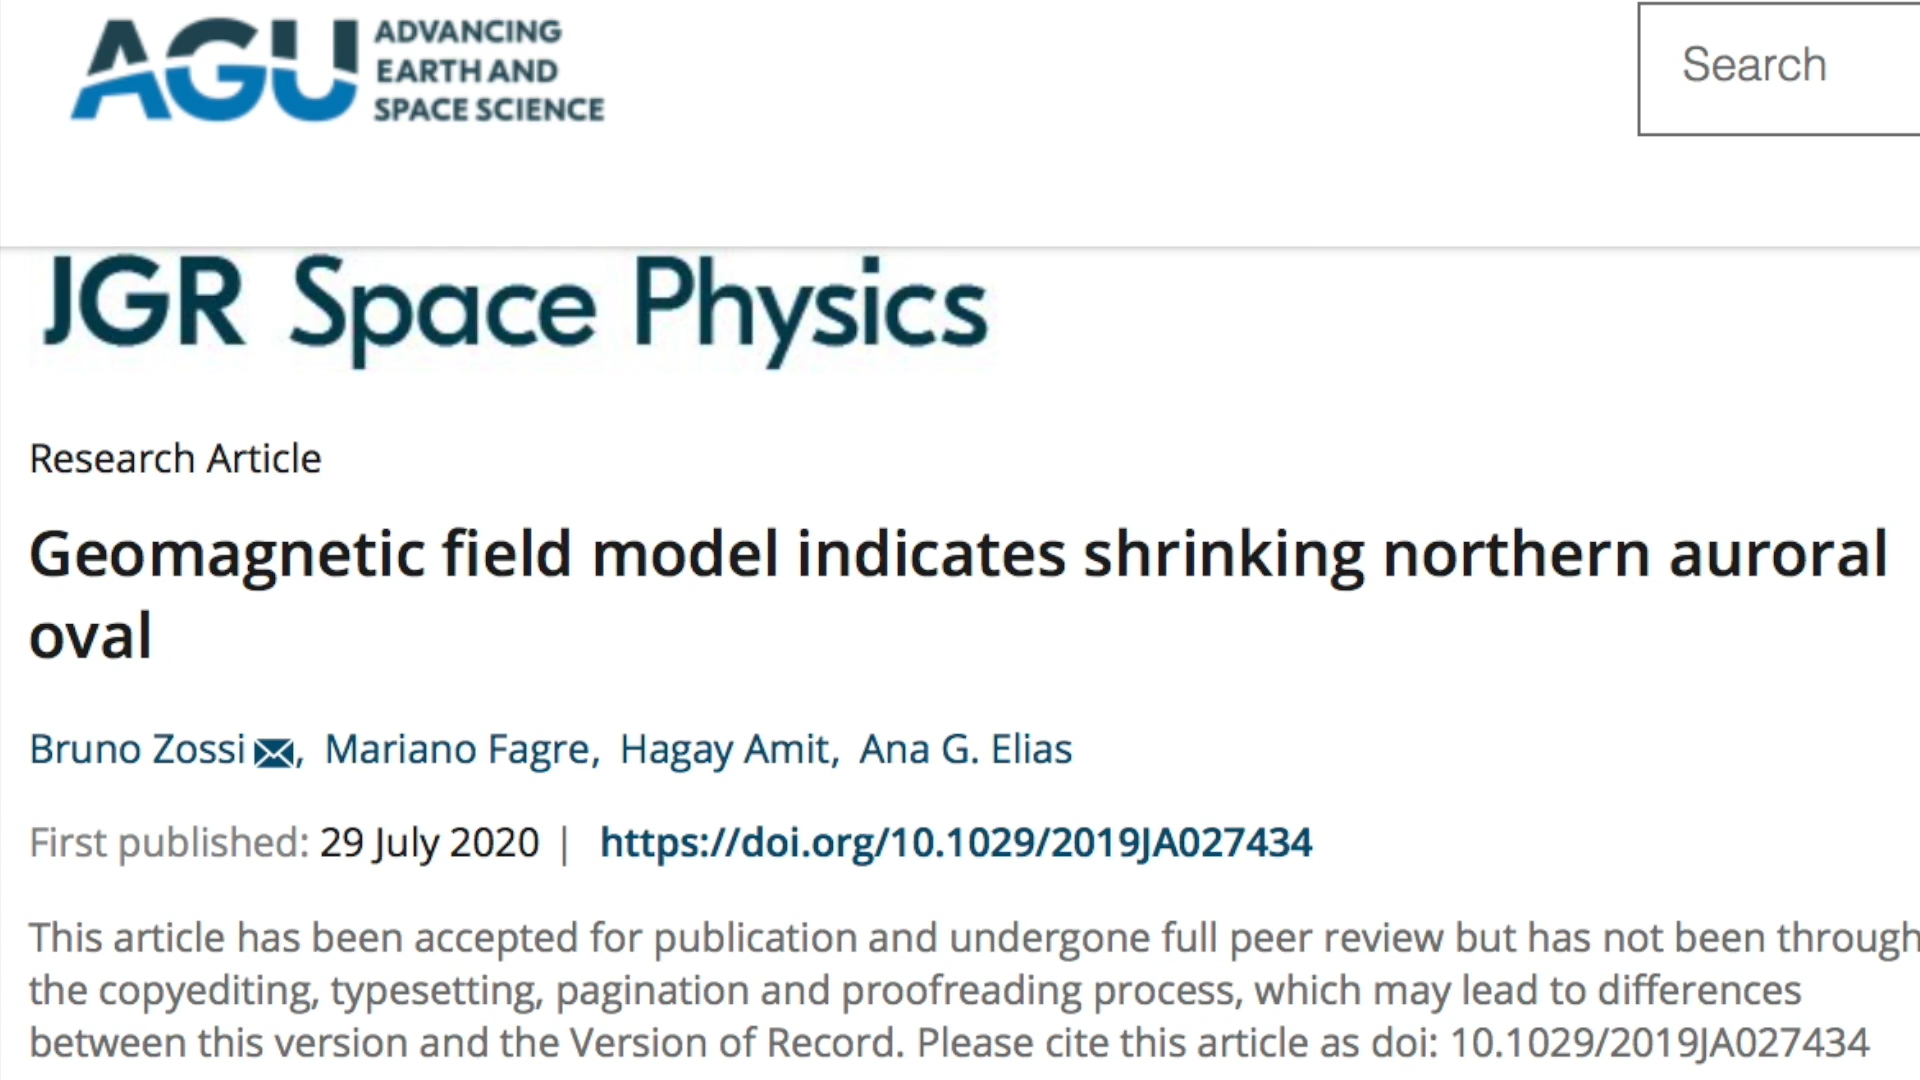 AGU ADVANCING
EARTH AND
SPACE SCIENCE
Search
JGR Space Physics
Research Article
Geomagnetic field model indicates shrinking northern auroral
oval
Bruno Zossi, Mariano Fagre, Hagay Amit, Ana G. Elias
First published: 29 July 2020 | https://doi.org/10.1029/2019JA027434
This article has been accepted for publication and undergone full peer review but has not been through
the copyediting, typesetting, pagination and proofreading process, which may lead to differences
between this version and the Version of Record. Please cite this article as doi: 10.1029/2019JA027434